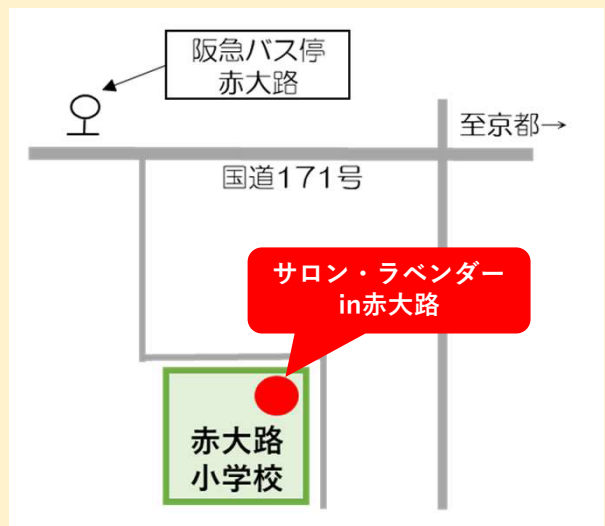 阪急バス停
赤大路
至京都→
国道171号
サロン・ラベンダー
in赤大路
赤大路
小学校